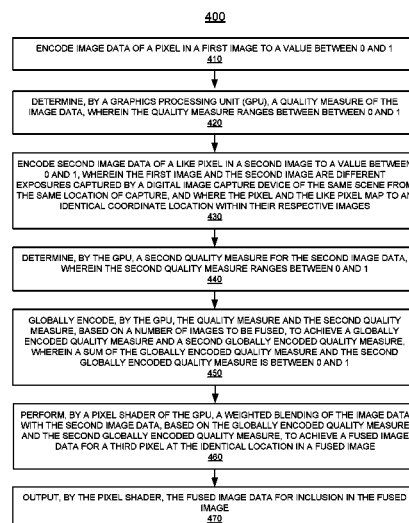 400
ENCODE IMAGE DATA OF A PIXEL IN A FIRST IMAGE TO A VALUE BETWEEN 0 AND 1
410
DETERMINE, BY A GRAPHICS PROCESSING UNIT (GPU), A QUALITY MEASURE OF THE
IMAGE DATA, WHEREIN THE QUALITY MEASURE RANGES BETWEEN BETWEEN 0 AND 1
420
ENCODE SECOND IMAGE DATA OF A LIKE PIXEL IN A SECOND IMAGE TO A VALUE BETWEEN
0 AND 1, WHEREIN THE FIRST IMAGE AND THE SECOND IMAGE ARE DIFFERENT
EXPOSURES CAPTURED BY A DIGITAL IMAGE CAPTURE DEVICE OF THE SAME SCENE FROM
THE SAME LOCATION OF CAPTURE, AND WHERE THE PIXEL AND THE LIKE PIXEL MAP TO AN
IDENTICAL COORDINATE LOCATION WITHIN THEIR RESPECTIVE IMAGES
430
DETERMINE, BY THE GPU, A SECOND QUALITY MEASURE FOR THE SECOND IMAGE DATA,
WHEREIN THE SECOND QUALITY MEASURE RANGES BETWEEN 0 AND 1
440
GLOBALLY ENCODE, BY THE GPU, THE QUALITY MEASURE AND THE SECOND QUALITY
MEASURE, BASED ON A NUMBER OF IMAGES TO BE FUSED, TO ACHIEVE A GLOBALLY
ENCODED QUALITY MEASURE AND A SECOND GLOBALLY ENCODED QUALITY MEASURE,
WHEREIN A SUM OF THE GLOBALLY ENCODED QUALITY MEASURE AND THE SECOND
GLOBALLY ENCODED QUALITY MEASURE IS BETWEEN 0 AND 1
450
PERFORM, BY A PIXEL SHADER OF THE GPU, A WEIGHTED BLENDING OF THE IMAGE DATA
WITH THE SECOND IMAGE DATA, BASED ON THE GLOBALLY ENCODED QUALITY MEASURE
AND THE SECOND GLOBALLY ENCODED QUALITY MEASURE, TO ACHIEVE A FUSED IMAGE
DATA FOR A THIRD PIXEL AT THE IDENTICAL LOCATION IN A FUSED IMAGE
460
OUTPUT, BY THE PIXEL SHADER, THE FUSED IMAGE DATA FOR INCLUSION IN THE FUSED
IMAGE
470